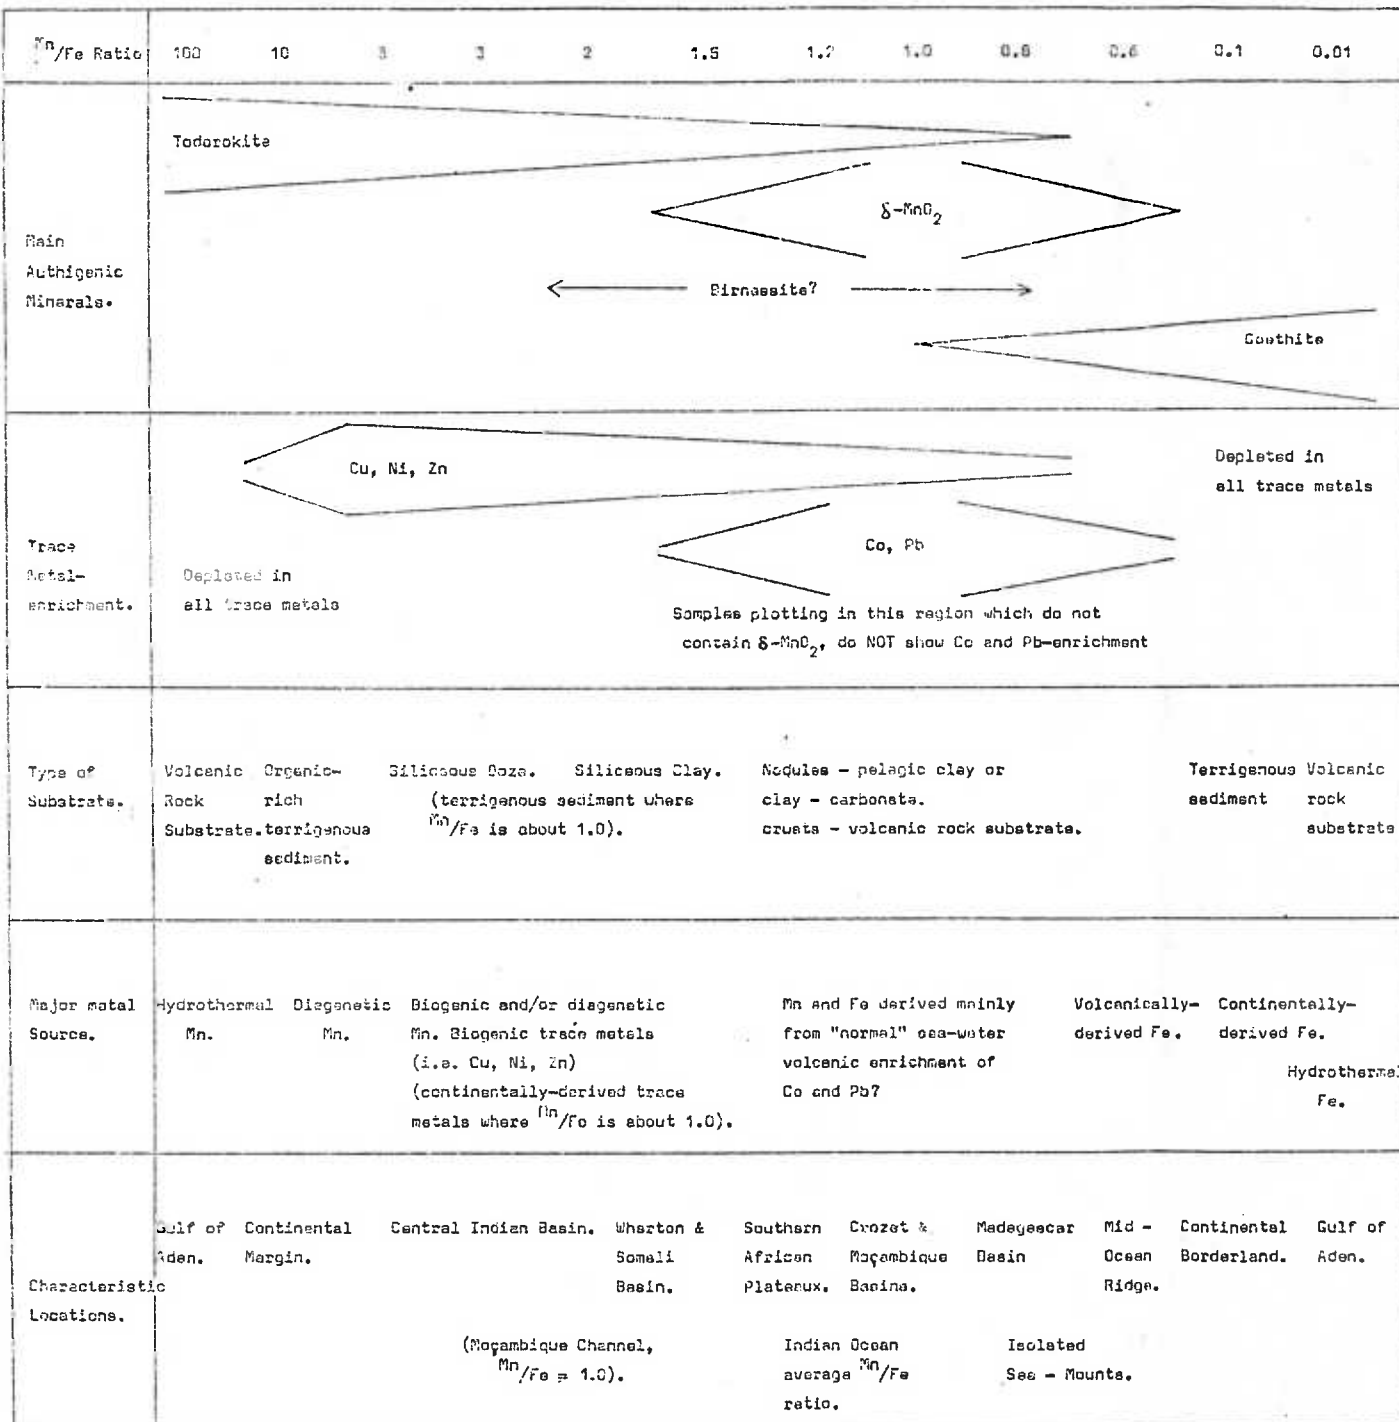 Mn/Fe Ratio 100 10 5 3 2 1.5 1.2 1.0 0.8 0.6 0.1 0.01
Main
Authigenic
Minerals.
Todorokite
δ-MnO2
Birnessite?
Goethite
Trace
Metal-
enrichment.
Cu, Ni, Zn
Depleted in
all trace metals
Co, Pb
Depleted in
all trace metals
Samples plotting in this region which do not
contain δ-MnO2, do NOT show Co and Pb-enrichment
Type of
Substrate.
Volcanic
Rock
Substrate.
Organic-
rich
terrigenous
sediment.
Siliceous Ooze. Siliceous Clay.
(terrigenous sediment where
Mn/Fe is about 1.0).
Nodules - pelagic clay or
clay - carbonate.
crusts - volcanic rock substrate.
Terrigenous
sediment
Volcanic
rock
substrate
Major metal
Source.
Hydrothermal
Mn.
Diagenetic
Mn.
Biogenic and/or diagenetic
Mn. Biogenic trace metals
(i.e. Cu, Ni, Zn)
(continentally-derived trace
metals where Mn/Fe is about 1.0).
Mn and Fe derived mainly
from "normal" sea-water
volcanic enrichment of
Co and Pb?
Volcanically-
derived Fe.
Continentally-
derived Fe.
Hydrothermal
Fe.
Characteristic
Locations.
Gulf of
Aden.
Continental
Margin.
Central Indian Basin.
Wharton &
Somali
Basin.
Southern
African
Plateaux.
Crozet &
Moçambique
Basins.
Madagascar
Basin
Mid -
Ocean
Ridge.
Continental
Borderland.
Gulf of
Aden.
(Moçambique Channel,
Mn/Fe = 1.0).
Indian Ocean
average Mn/Fe
ratio.
Isolated
Sea - Mounts.